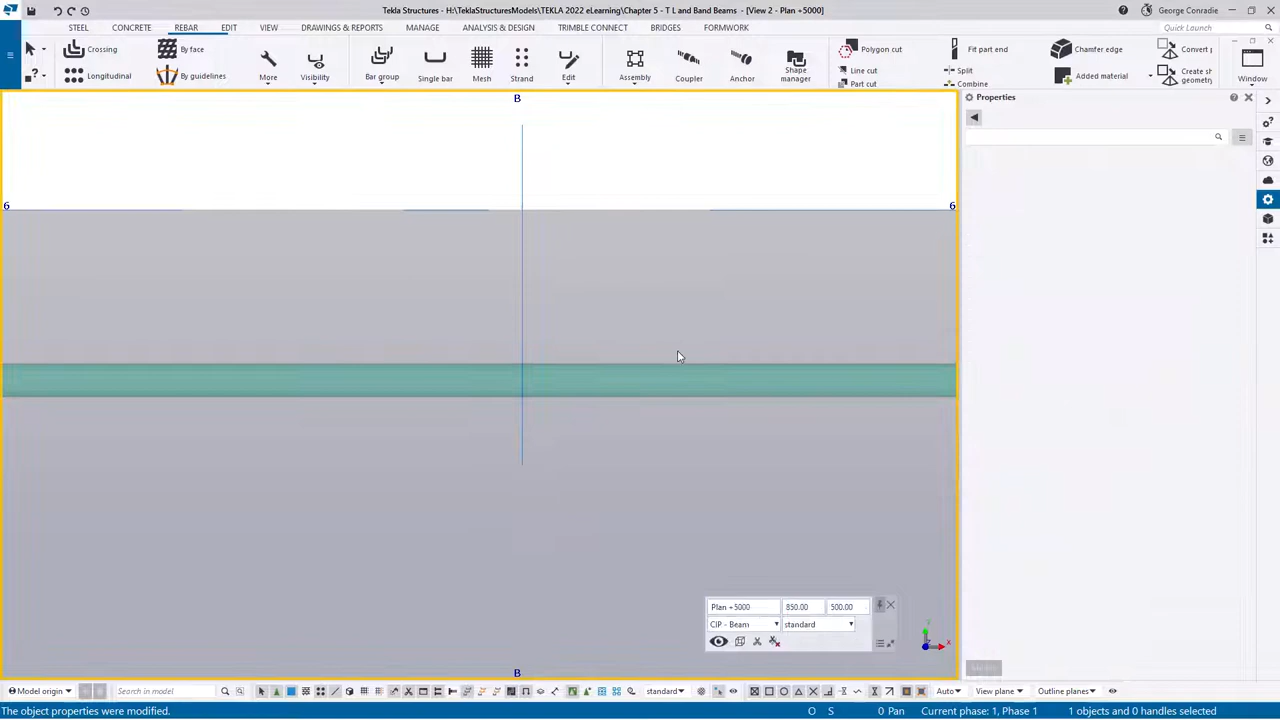 Tekla Structures - H:\TeklaStructuresModels\TEKLA 2022 eLearning\Chapter 5 - T L and Band Beams - [View 2 - Plan +5000]
George Conradie
STEEL CONCRETE REBAR EDIT VIEW DRAWINGS & REPORTS MANAGE ANALYSIS & DESIGN TRIMBLE CONNECT BRIDGES FORMWORK
Quick Launch
Crossing
Longitudinal
By face
By guidelines
More
Visibility
Bar group
Single bar
Mesh
Strand
Edit
Assembly
Coupler
Anchor
Shape manager
Polygon cut
Line cut
Part cut
Fit part end
Split
Combine
Chamfer edge
Added material
Convert
Create sh
geometry
Window
Properties
B
6
6
B
Plan +5000 850.00 500.00
CIP - Beam standard
Model origin
Search in model
standard
Auto
View plane
Outline planes
The object properties were modified.
O S
0 Pan
Current phase: 1, Phase 1
1 objects and 0 handles selected